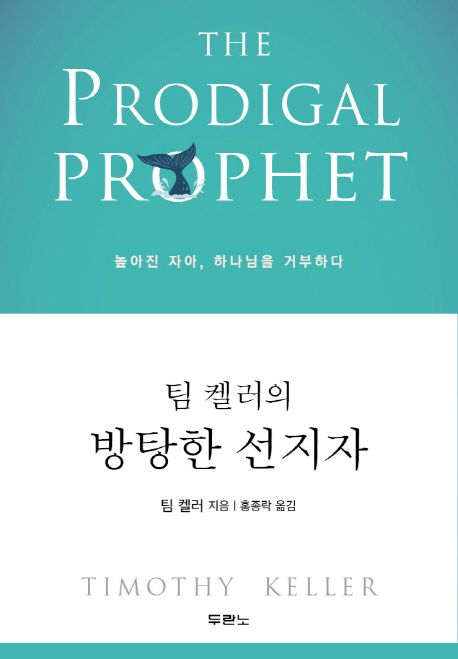 THE
PRODIGAL
PROPHET
높아진 자아, 하나님을 거부하다
팀 켈러의
방탕한 선지자
팀 켈러 지음 | 홍종락 옮김
TIMOTHY KELLER
두란노